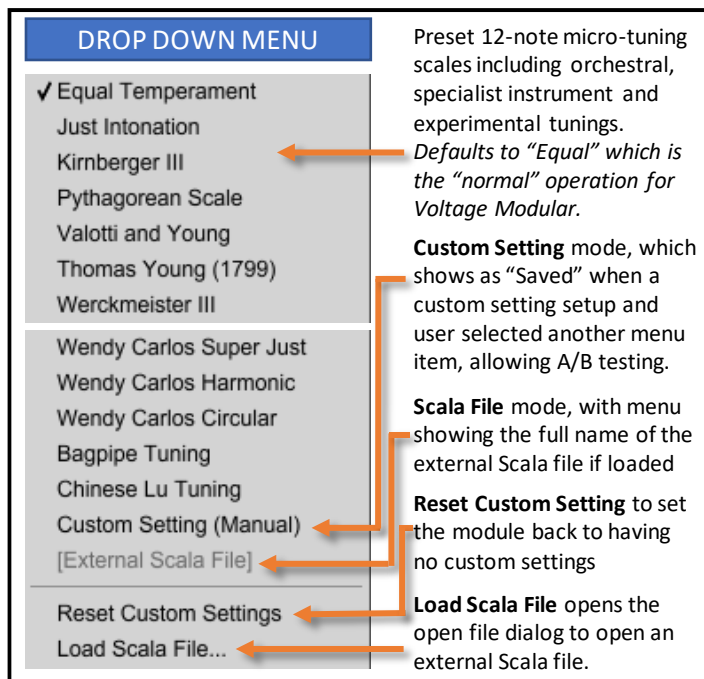 DROP DOWN MENU
✓ Equal Temperament
Just Intonation
Kirnberger III
Pythagorean Scale
Valotti and Young
Thomas Young (1799)
Werckmeister III
Wendy Carlos Super Just
Wendy Carlos Harmonic
Wendy Carlos Circular
Bagpipe Tuning
Chinese Lu Tuning
Custom Setting (Manual)
[External Scala File]
Reset Custom Settings
Load Scala File...
Preset 12-note micro-tuning
scales including orchestral,
specialist instrument and
experimental tunings.
Defaults to “Equal” which is
the “normal” operation for
Voltage Modular.
Custom Setting mode, which
shows as “Saved” when a
custom setting setup and
user selected another menu
item, allowing A/B testing.
Scala File mode, with menu
showing the full name of the
external Scala file if loaded
Reset Custom Setting to set
the module back to having
no custom settings
Load Scala File opens the
open file dialog to open an
external Scala file.